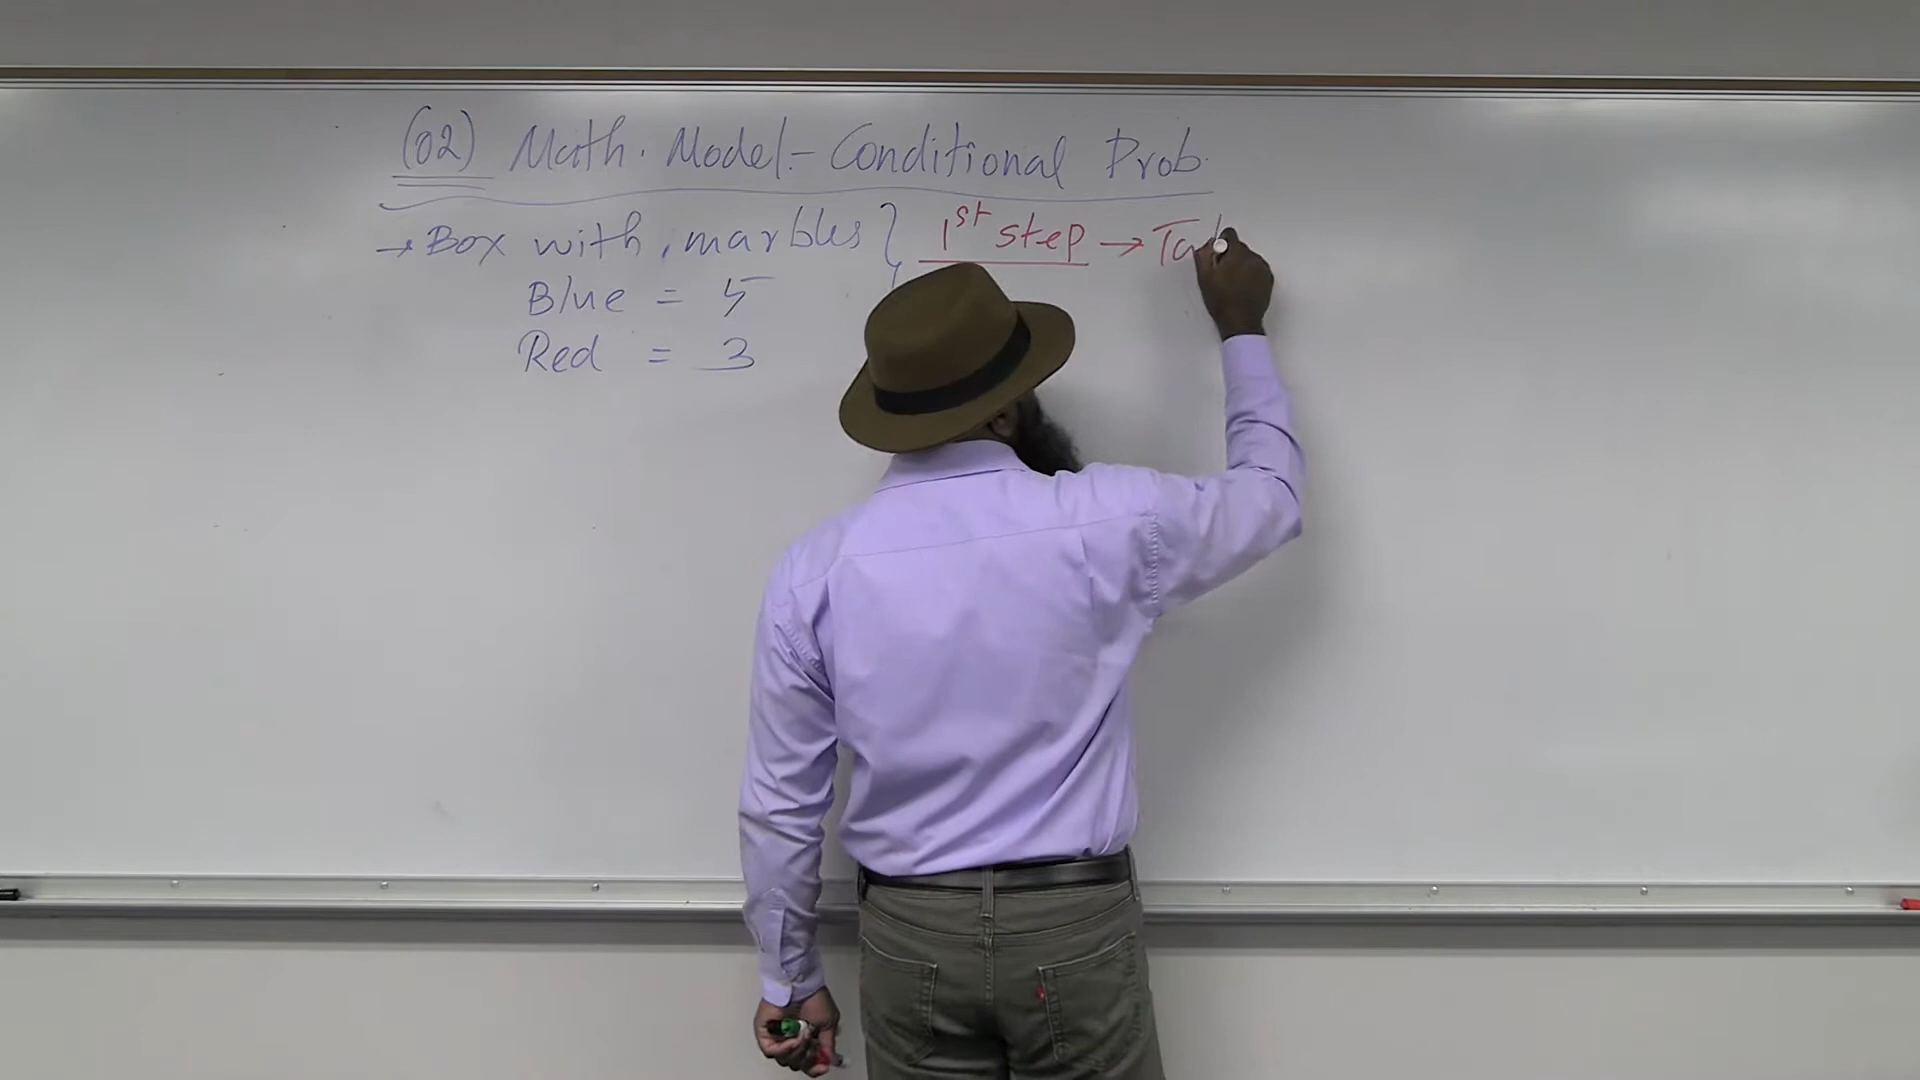 (02) Math. Model:- Conditional Prob.
→ Box with, marbles } 1st step → Ta
Blue = 5
Red = 3